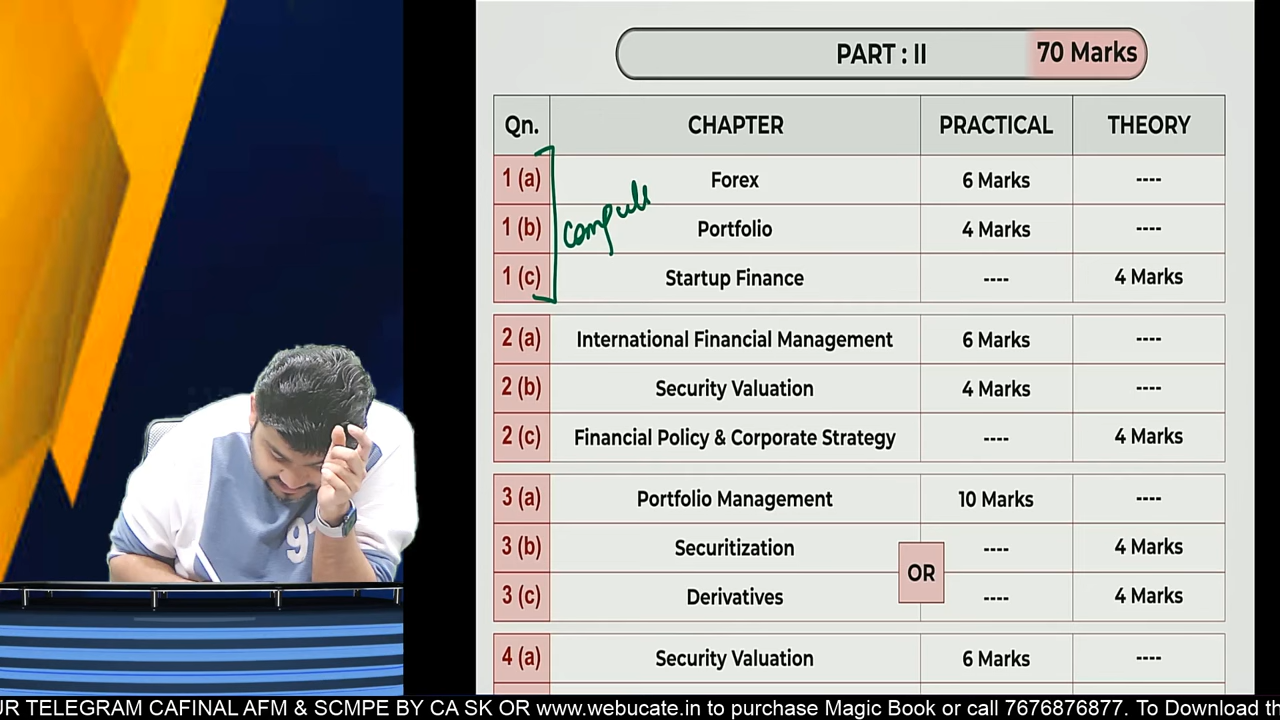 PART : II 70 Marks
Qn. CHAPTER PRACTICAL THEORY
1 (a) Forex 6 Marks ----
compuls
1 (b) Portfolio 4 Marks ----
1 (c) Startup Finance ---- 4 Marks
2 (a) International Financial Management 6 Marks ----
2 (b) Security Valuation 4 Marks ----
2 (c) Financial Policy & Corporate Strategy ---- 4 Marks
3 (a) Portfolio Management 10 Marks ----
3 (b) Securitization ---- 4 Marks
OR
3 (c) Derivatives ---- 4 Marks
4 (a) Security Valuation 6 Marks ----
9
UR TELEGRAM CAFINAL AFM & SCMPE BY CA SK OR www.webucate.in to purchase Magic Book or call 7676876877. To Download th